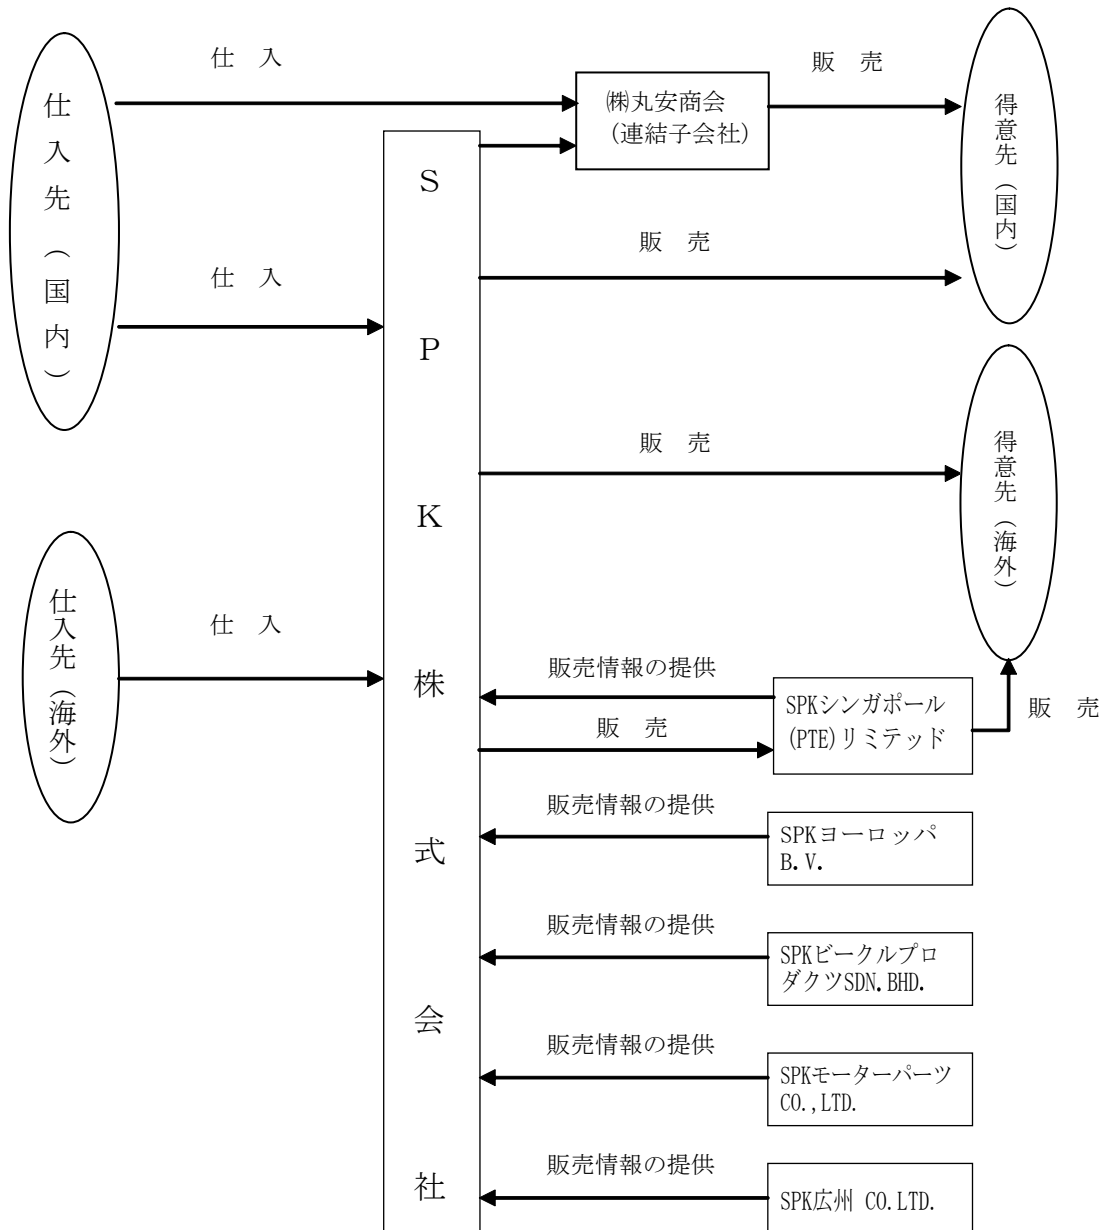 仕入先（国内）
仕　入
㈱丸安商会
（連結子会社）
販　売
得意先（国内）
ＳＰＫ株式会社
販　売
仕　入
販　売
得意先（海外）
仕入先（海外）
仕　入
販売情報の提供
販　売
SPKシンガポール
(PTE)リミテッド
販　売
販売情報の提供
SPKヨーロッパ
B.V.
販売情報の提供
SPKビークルプロ
ダクツSDN.BHD.
販売情報の提供
SPKモーターパーツ
CO.,LTD.
販売情報の提供
SPK広州 CO.LTD.